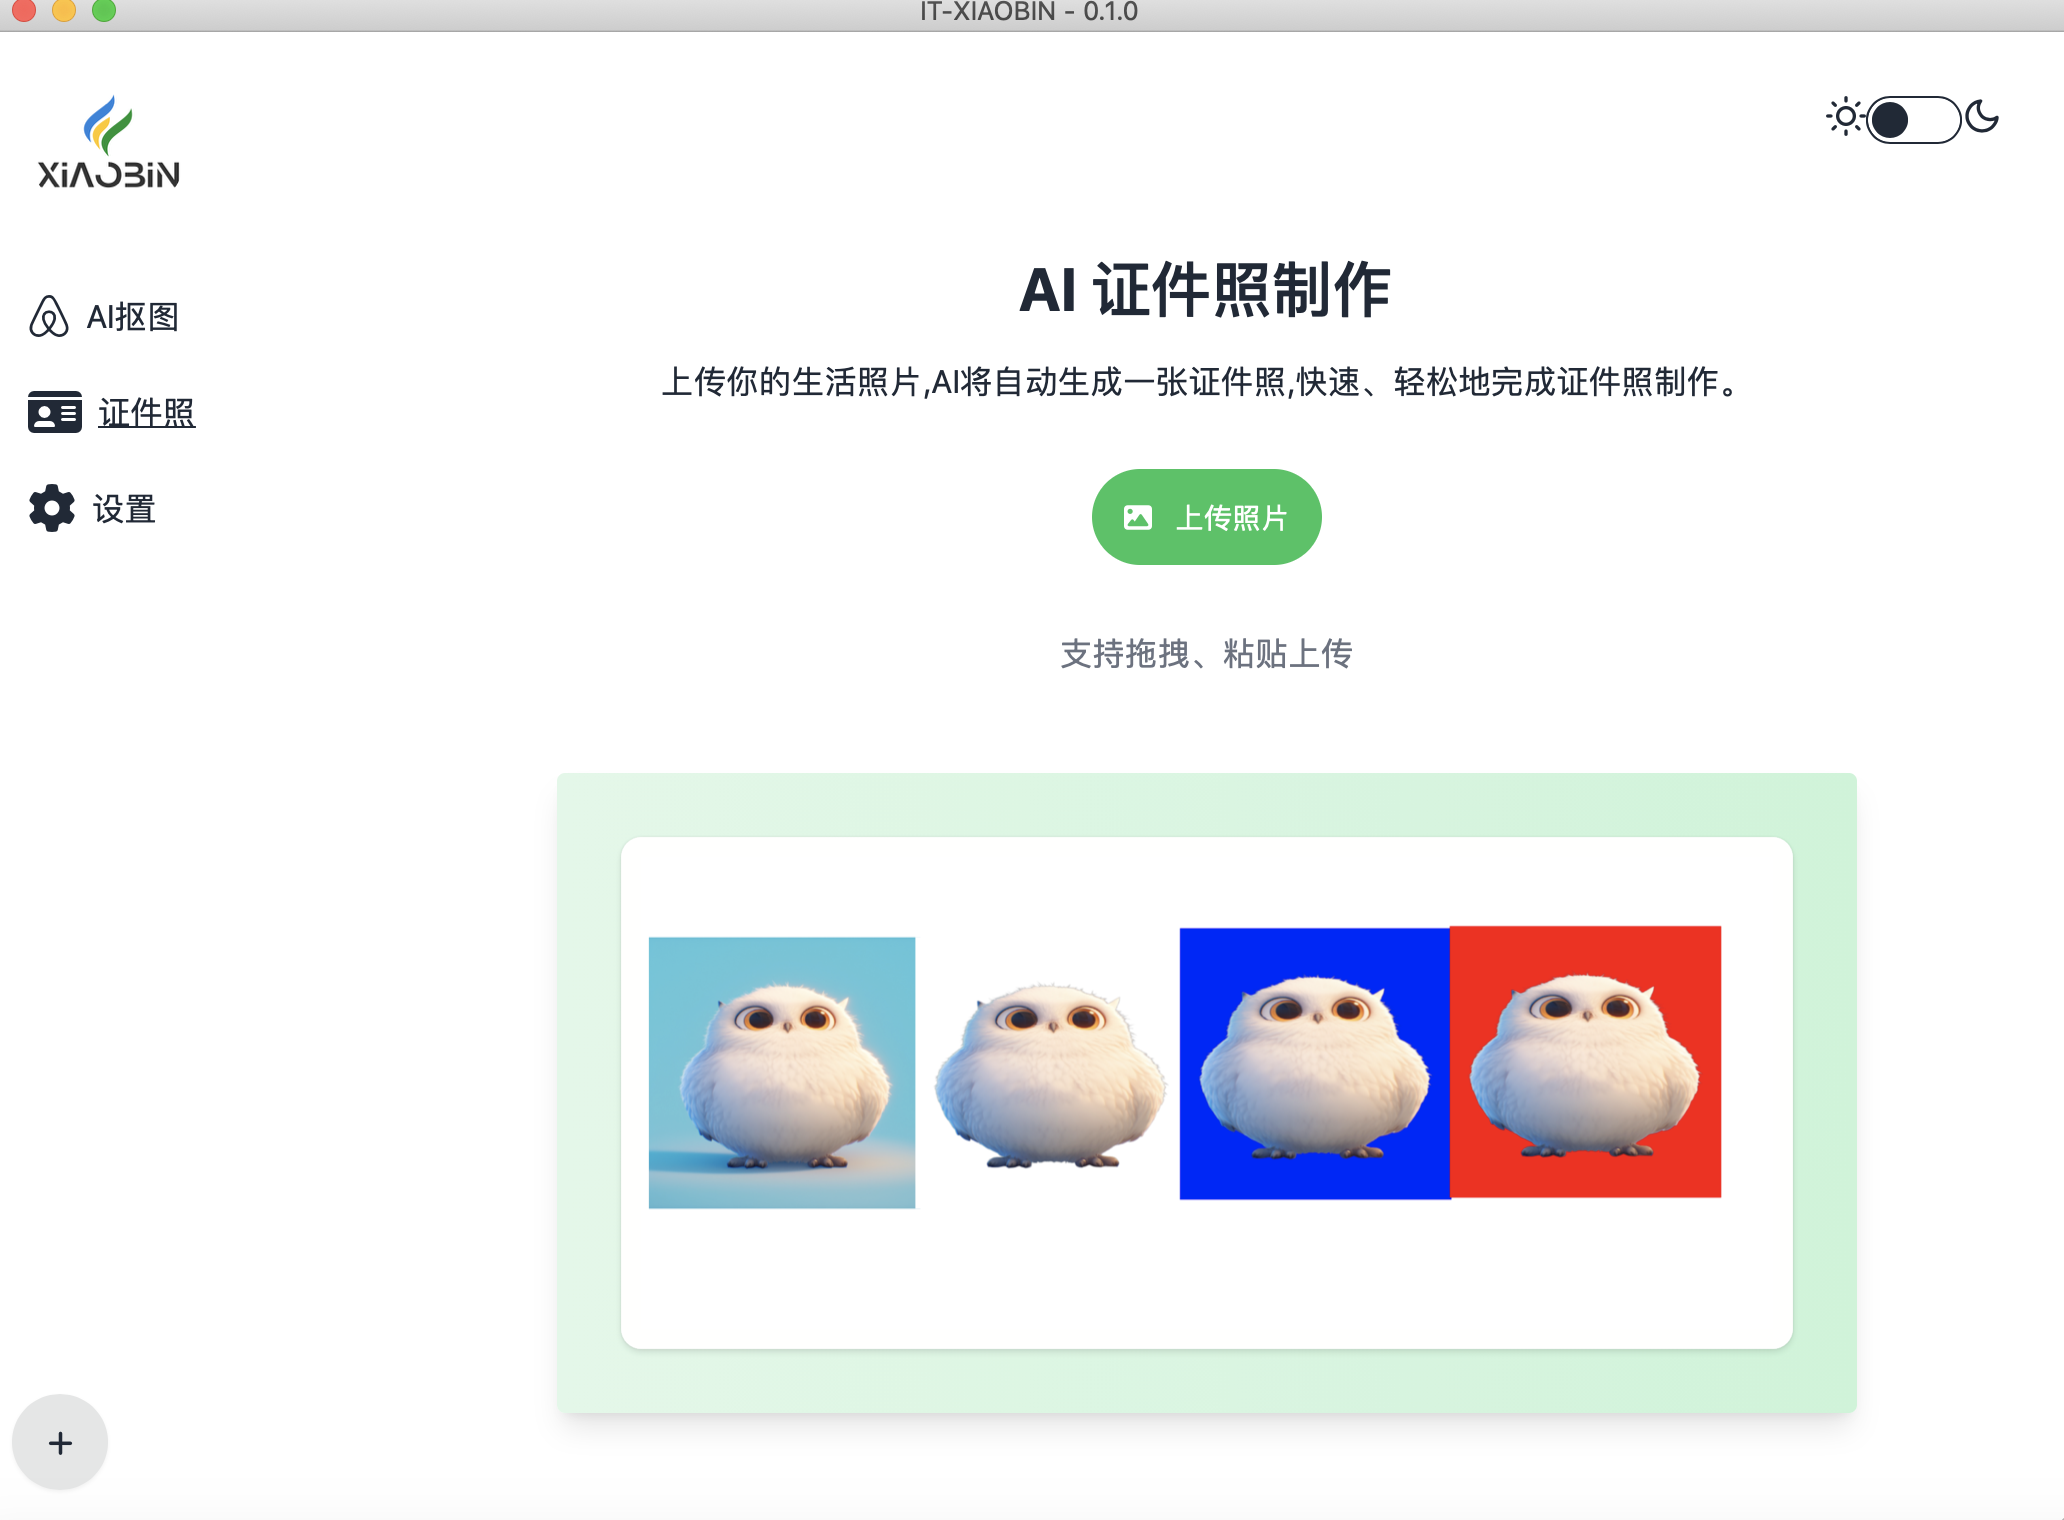 IT-XIAOBIN - 0.1.0
XiAOBiN
AI抠图
证件照
设置
AI 证件照制作
上传你的生活照片,AI将自动生成一张证件照,快速、轻松地完成证件照制作。
上传照片
支持拖拽、粘贴上传